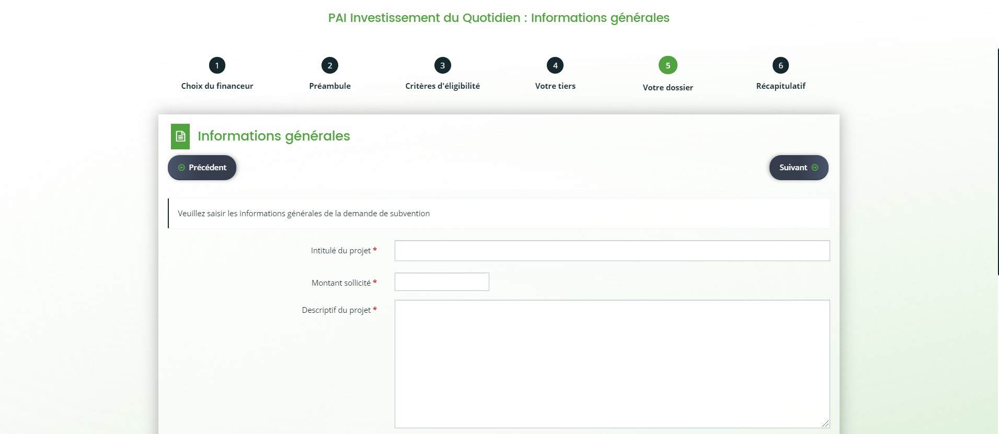 PAI Investissement du Quotidien : Informations générales
1 2 3 4 5 6
Choix du financeur Préambule Critères d'éligibilité Votre tiers Votre dossier Récapitulatif
Informations générales
Précédent Suivant
Veuillez saisir les informations générales de la demande de subvention
Intitulé du projet *
Montant sollicité *
Descriptif du projet *